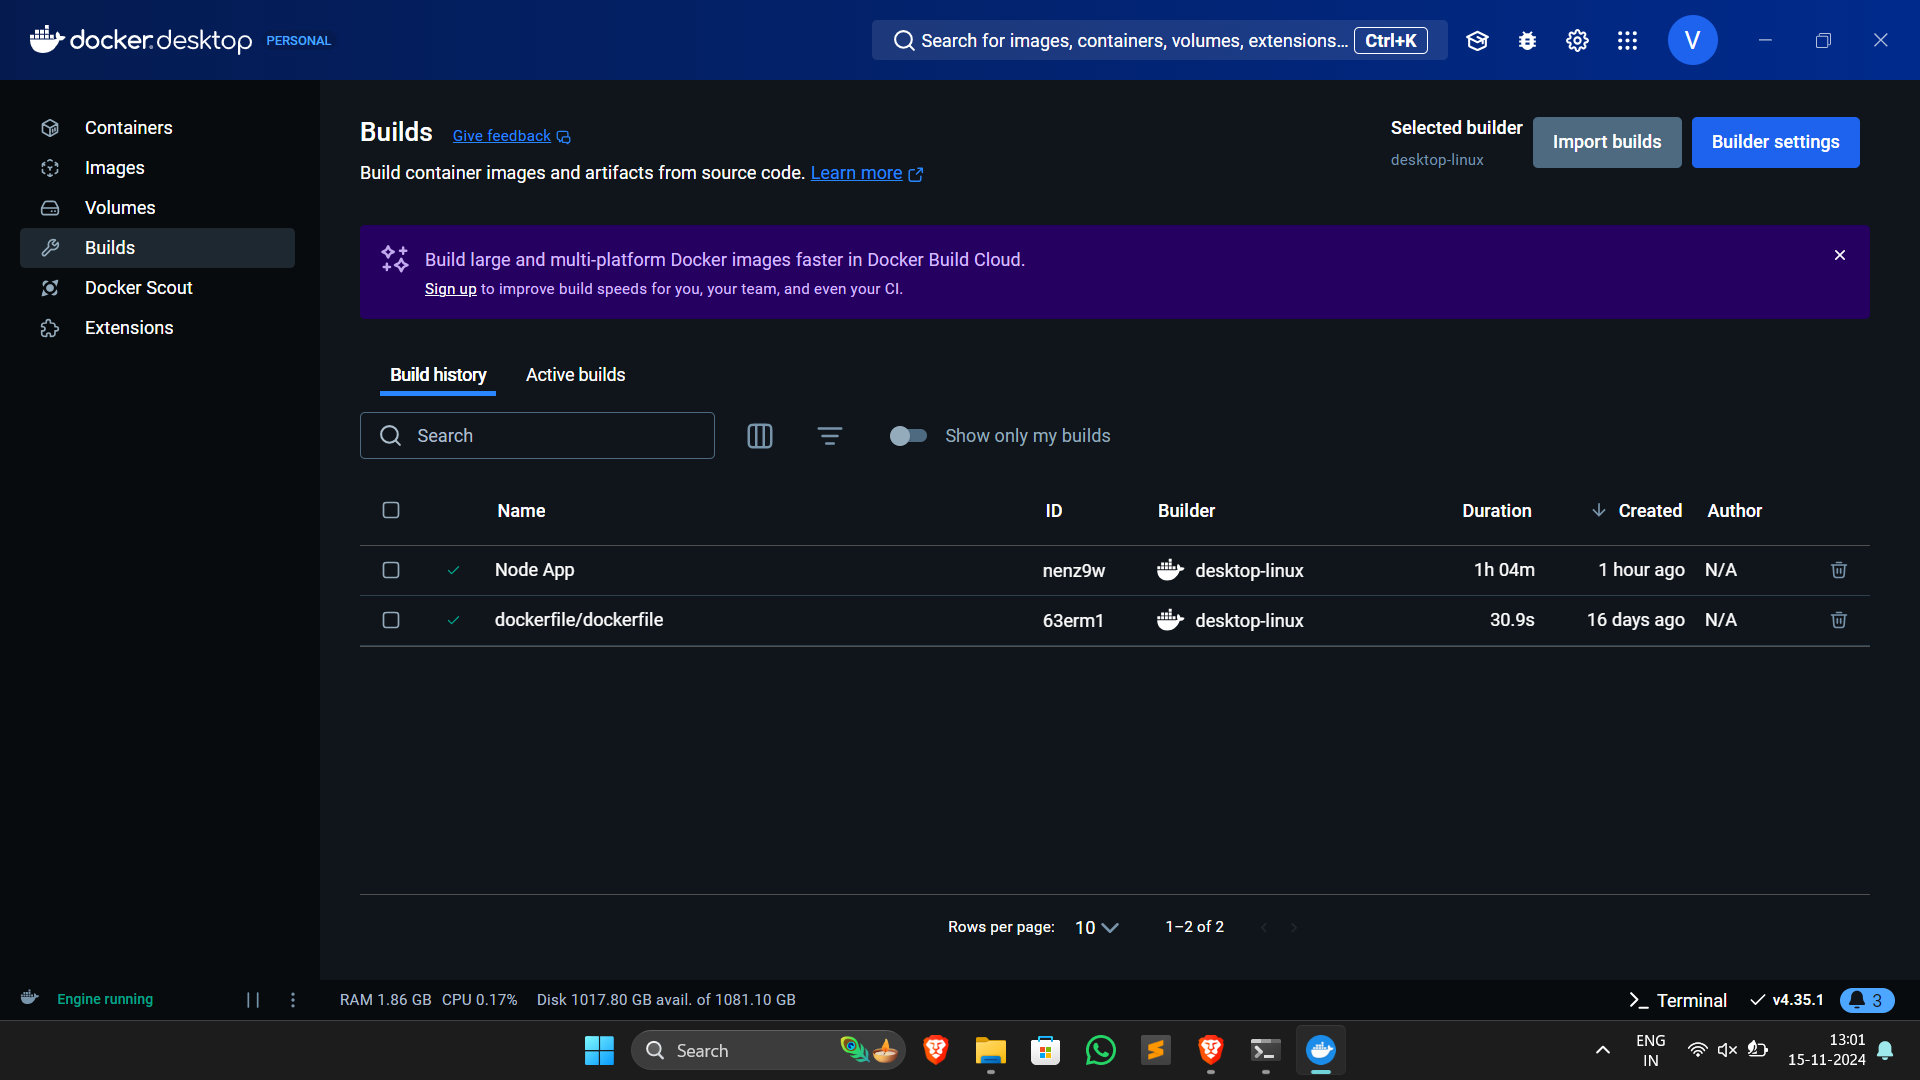 docker.desktop PERSONAL
Search for images, containers, volumes, extensions... Ctrl+K
V
Containers
Images
Volumes
Builds
Docker Scout
Extensions
Builds Give feedback
Build container images and artifacts from source code. Learn more
Selected builder
desktop-linux
Import builds
Builder settings
Build large and multi-platform Docker images faster in Docker Build Cloud.
Sign up to improve build speeds for you, your team, and even your CI.
Build history Active builds
Search
Show only my builds
Name ID Builder Duration Created Author
Node App nenz9w desktop-linux 1h 04m 1 hour ago N/A
dockerfile/dockerfile 63erm1 desktop-linux 30.9s 16 days ago N/A
Rows per page: 10 1–2 of 2
Engine running
RAM 1.86 GB CPU 0.17% Disk 1017.80 GB avail. of 1081.10 GB
Terminal v4.35.1 3
Search
ENG
IN
13:01
15-11-2024